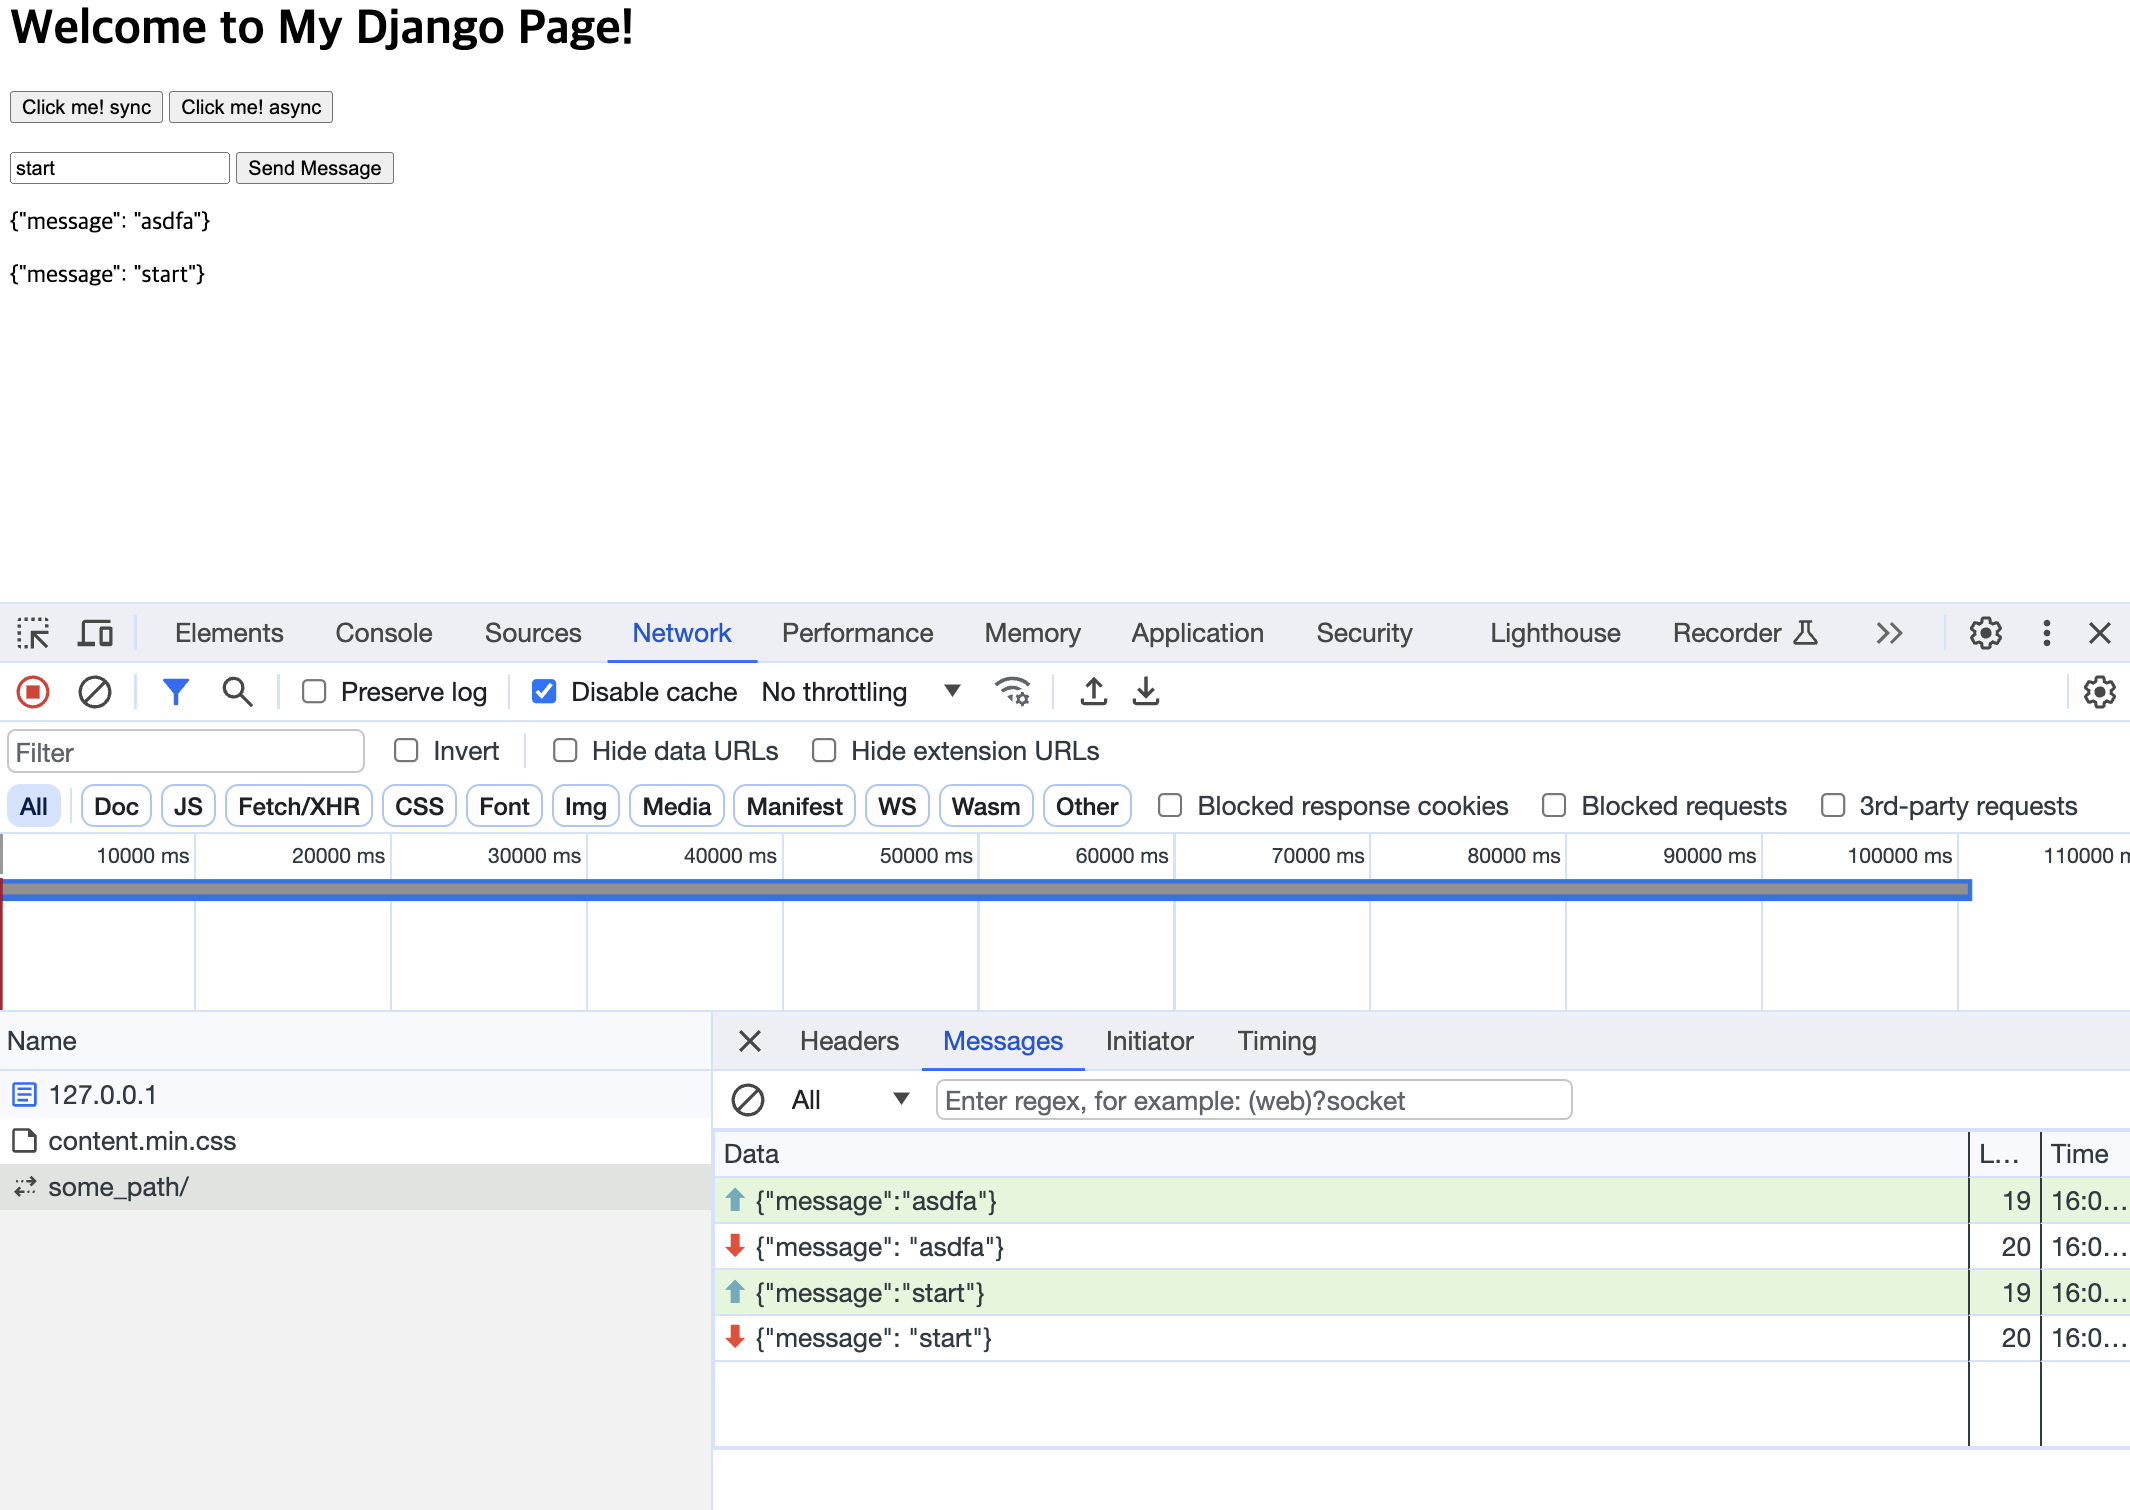 Welcome to My Django Page!
Click me! sync Click me! async
start Send Message
{"message": "asdfa"}
{"message": "start"}
Elements Console Sources Network Performance Memory Application Security Lighthouse Recorder
Preserve log Disable cache No throttling
Filter Invert Hide data URLs Hide extension URLs
All Doc JS Fetch/XHR CSS Font Img Media Manifest WS Wasm Other Blocked response cookies Blocked requests 3rd-party requests
10000 ms 20000 ms 30000 ms 40000 ms 50000 ms 60000 ms 70000 ms 80000 ms 90000 ms 100000 ms 110000 m
Name Headers Messages Initiator Timing
127.0.0.1 All Enter regex, for example: (web)?socket
content.min.css Data L... Time
some_path/ {"message":"asdfa"} 19 16:0...
{"message": "asdfa"} 20 16:0...
{"message":"start"} 19 16:0...
{"message": "start"} 20 16:0...